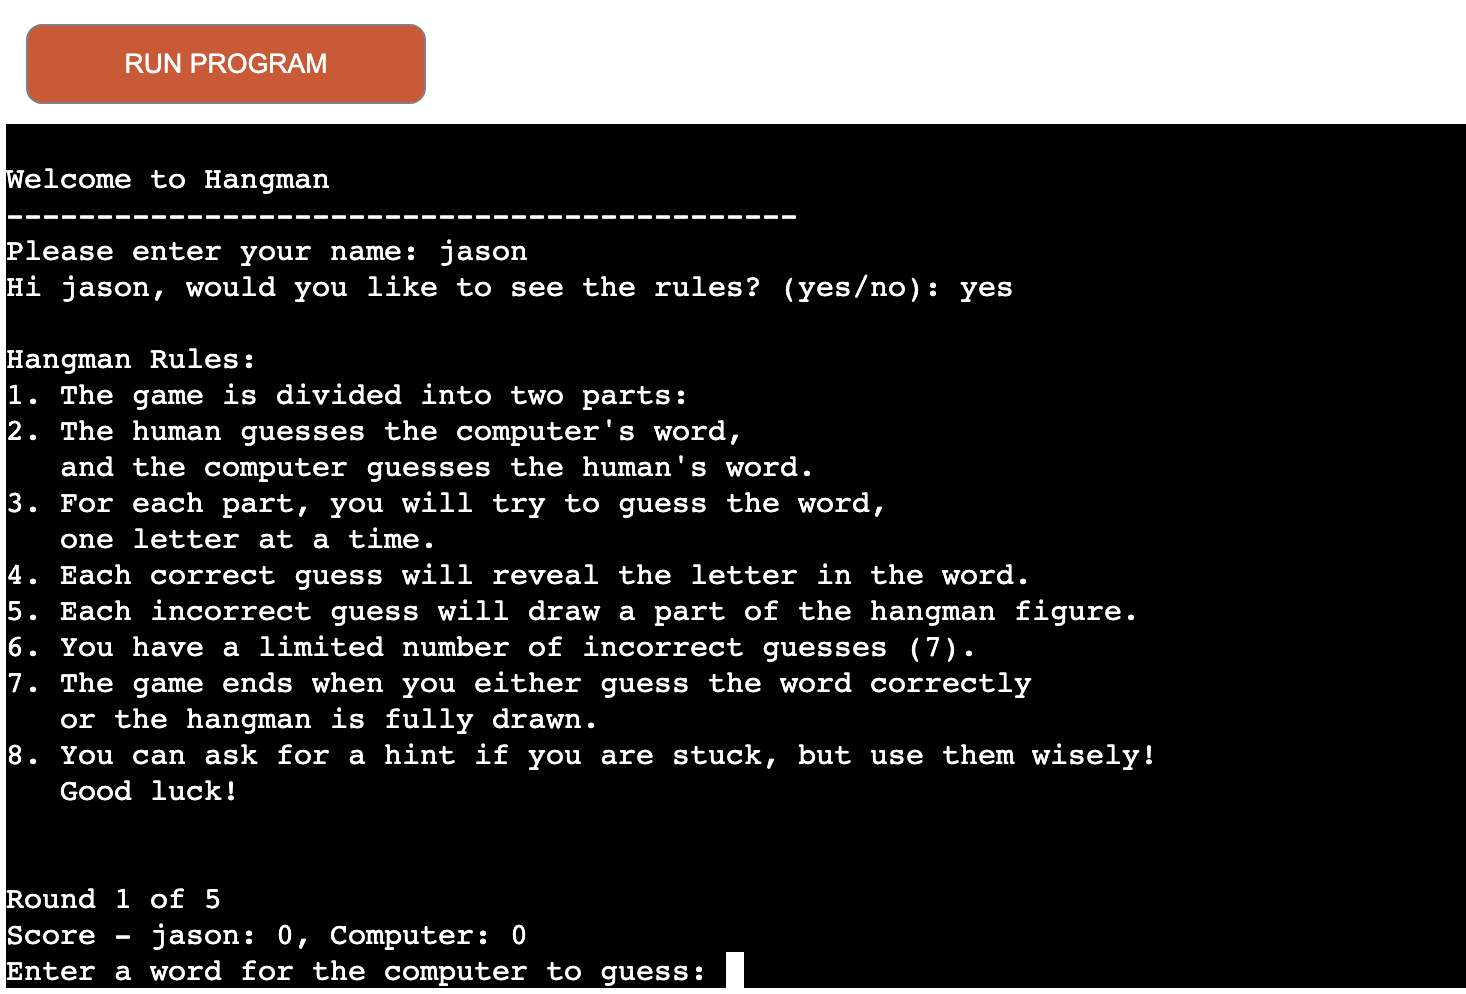 RUN PROGRAM
Welcome to Hangman
--------------------------------------------
Please enter your name: jason
Hi jason, would you like to see the rules? (yes/no): yes
Hangman Rules:
1. The game is divided into two parts:
2. The human guesses the computer's word,
   and the computer guesses the human's word.
3. For each part, you will try to guess the word,
   one letter at a time.
4. Each correct guess will reveal the letter in the word.
5. Each incorrect guess will draw a part of the hangman figure.
6. You have a limited number of incorrect guesses (7).
7. The game ends when you either guess the word correctly
   or the hangman is fully drawn.
8. You can ask for a hint if you are stuck, but use them wisely!
   Good luck!
Round 1 of 5
Score - jason: 0, Computer: 0
Enter a word for the computer to guess: